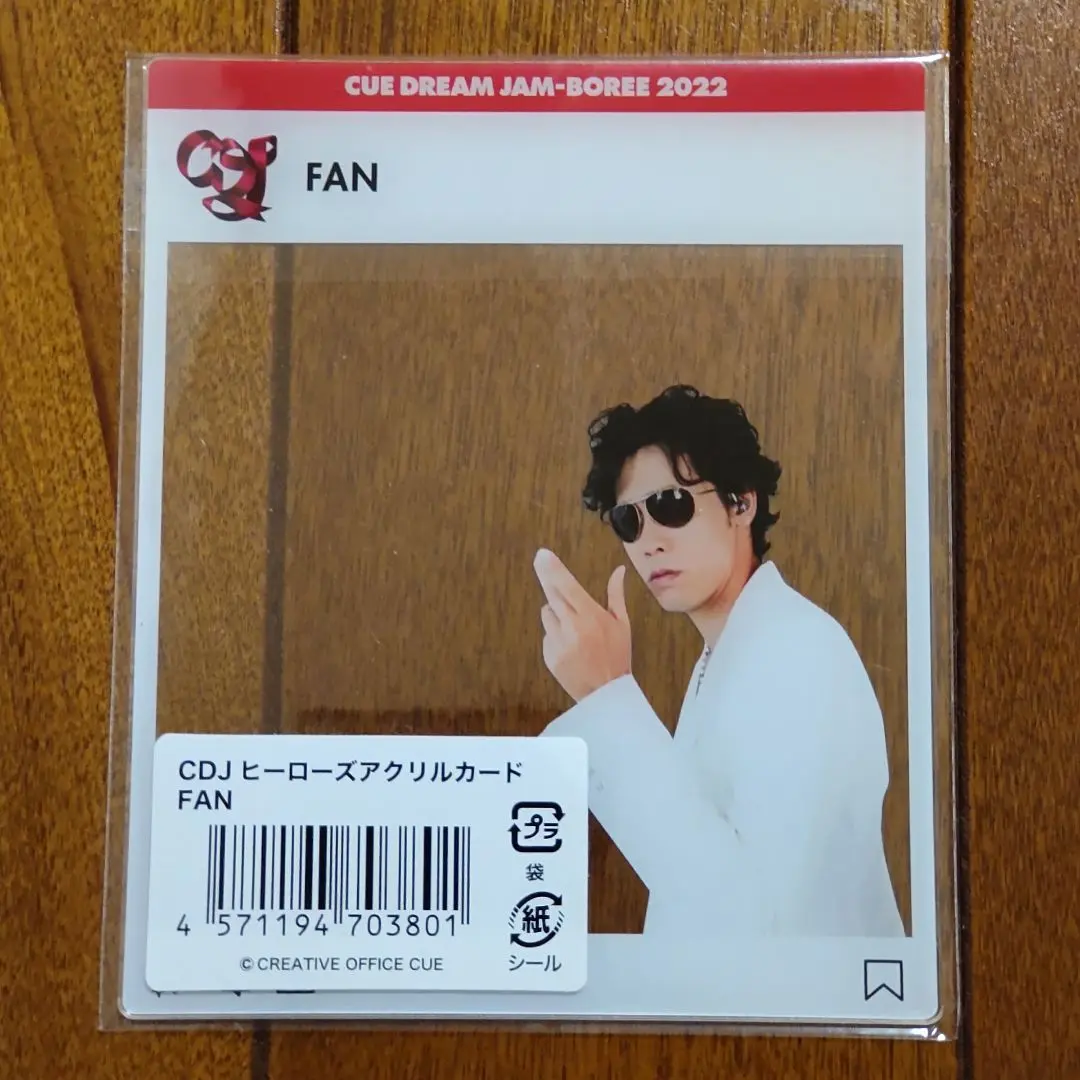 CUE DREAM JAM-BOREE 2022
CDJ
FAN
CDJ ヒーローズアクリルカード
FAN
プラ
袋
4 571194 703801
紙
シール
©CREATIVE OFFICE CUE